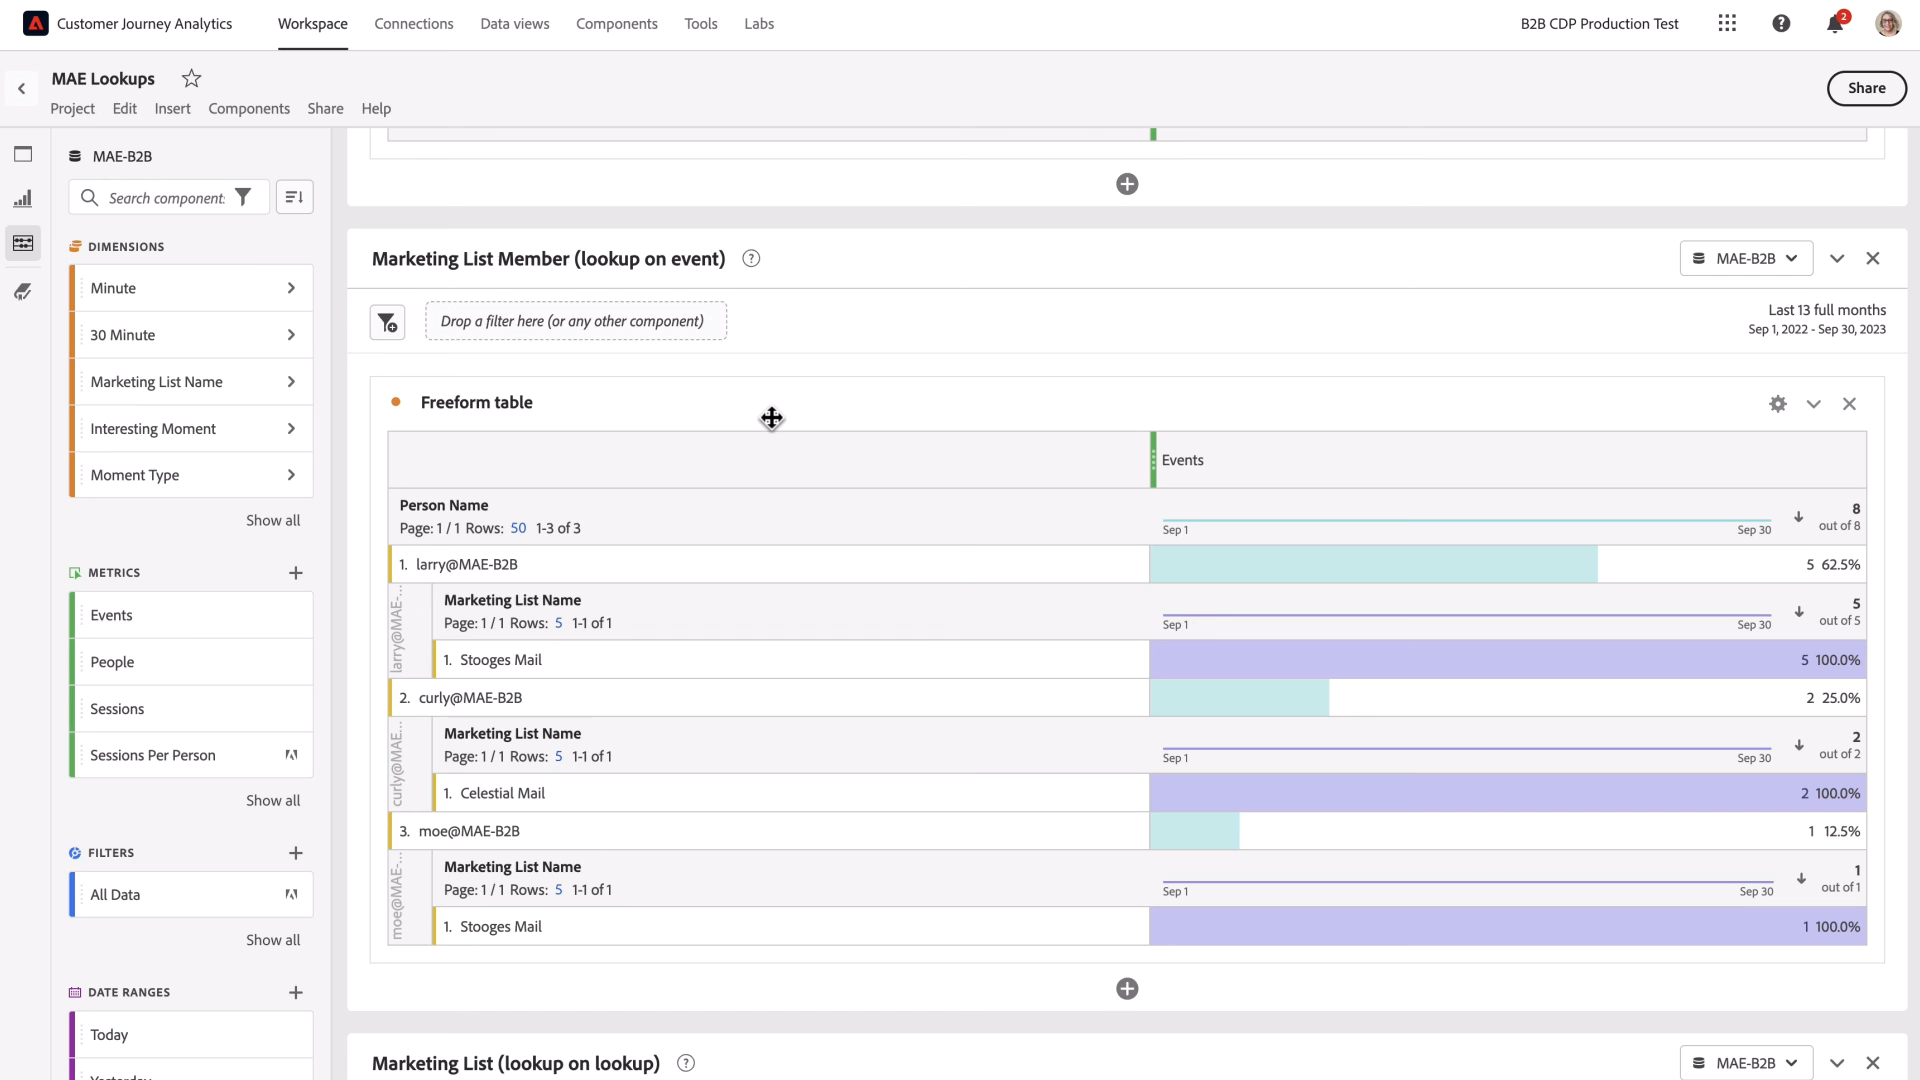 Customer Journey Analytics
Workspace
Connections
Data views
Components
Tools
Labs
B2B CDP Production Test
2
MAE Lookups
Project
Edit
Insert
Components
Share
Help
Share
MAE-B2B
Search component:
DIMENSIONS
Minute
30 Minute
Marketing List Name
Interesting Moment
Moment Type
Show all
METRICS
Events
People
Sessions
Sessions Per Person
Show all
FILTERS
All Data
Show all
DATE RANGES
Today
Yesterday
Marketing List Member (lookup on event)
MAE-B2B
Drop a filter here (or any other component)
Last 13 full months
Sep 1, 2022 - Sep 30, 2023
Freeform table
Events
Person Name
Page: 1 / 1 Rows: 50 1-3 of 3
Sep 1
Sep 30
8
out of 8
1. larry@MAE-B2B
5 62.5%
larry@MAE-...
Marketing List Name
Page: 1 / 1 Rows: 5 1-1 of 1
Sep 1
Sep 30
5
out of 5
1. Stooges Mail
5 100.0%
2. curly@MAE-B2B
2 25.0%
curly@MAE...
Marketing List Name
Page: 1 / 1 Rows: 5 1-1 of 1
Sep 1
Sep 30
2
out of 2
1. Celestial Mail
2 100.0%
3. moe@MAE-B2B
1 12.5%
moe@MAE-...
Marketing List Name
Page: 1 / 1 Rows: 5 1-1 of 1
Sep 1
Sep 30
1
out of 1
1. Stooges Mail
1 100.0%
Marketing List (lookup on lookup)
MAE-B2B